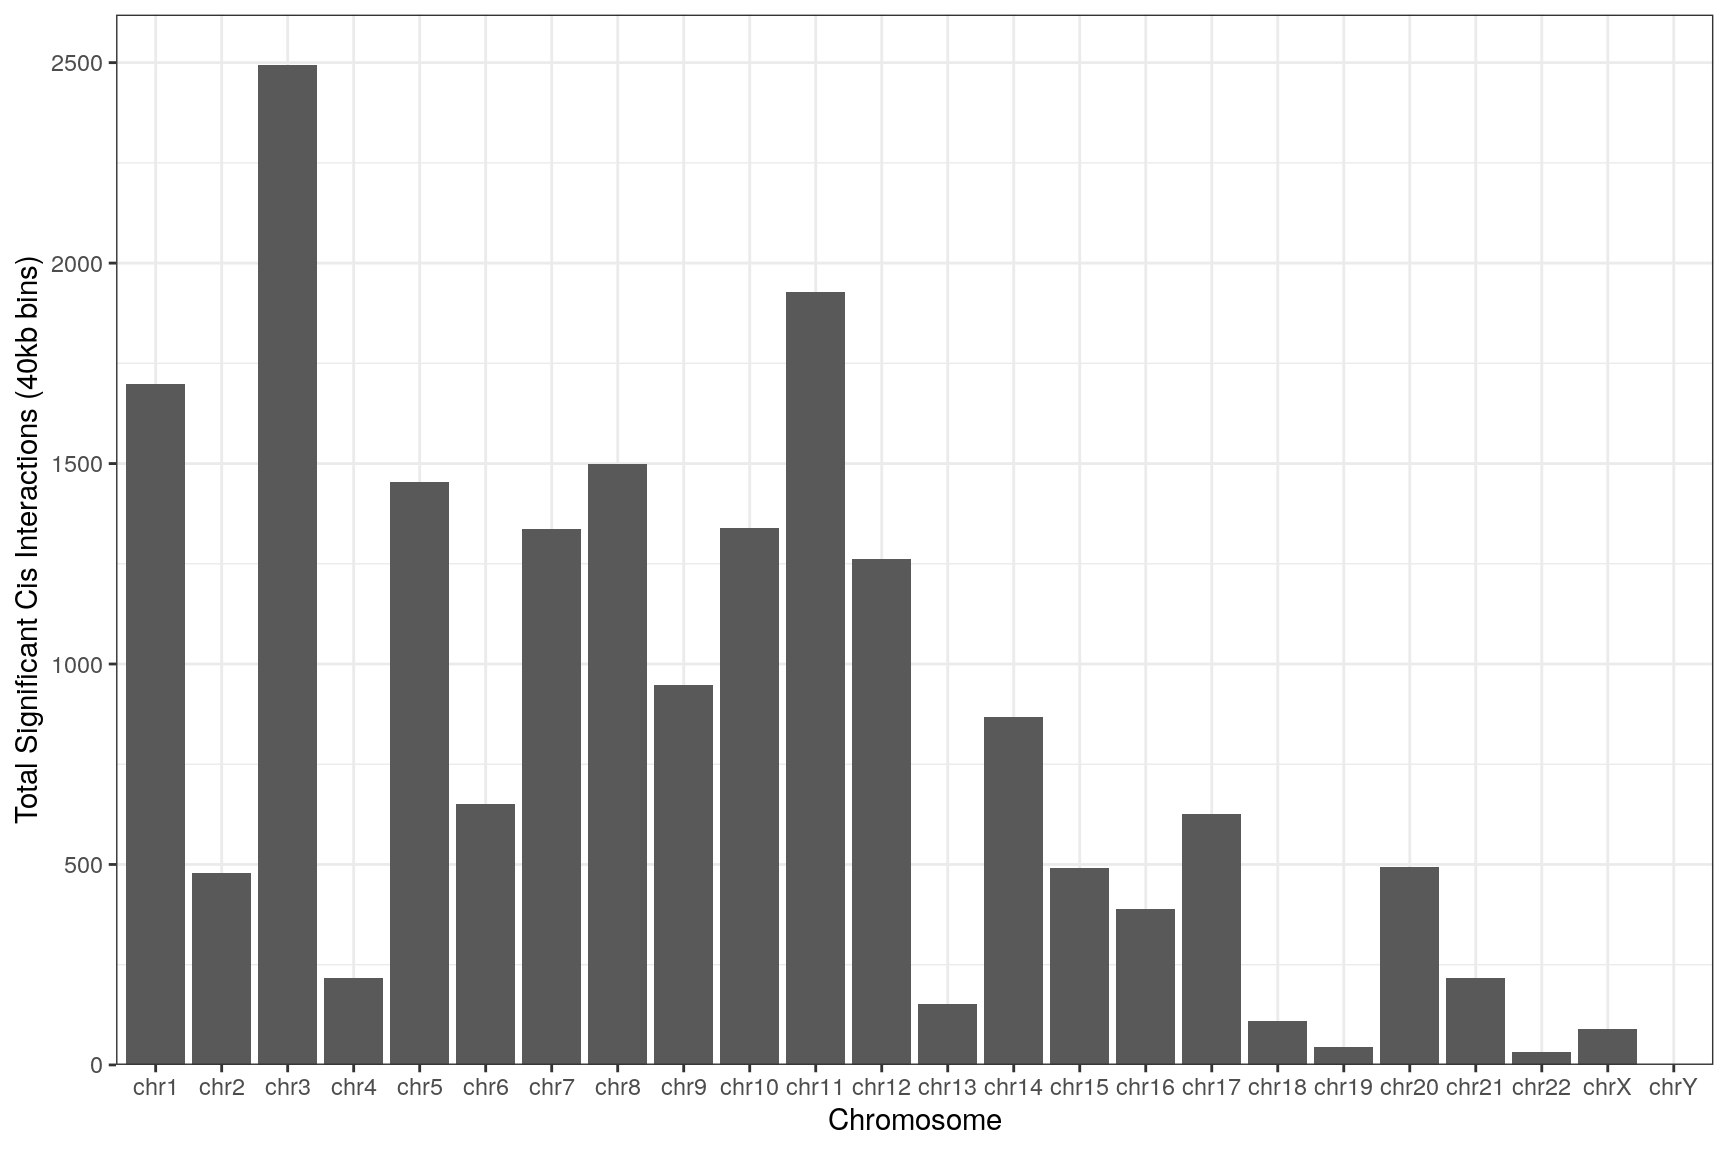 Total Significant Cis Interactions (40kb bins)
2500
2000
1500
1000
500
0
chr1 chr2 chr3 chr4 chr5 chr6 chr7 chr8 chr9 chr10 chr11 chr12 chr13 chr14 chr15 chr16 chr17 chr18 chr19 chr20 chr21 chr22 chrX chrY
Chromosome